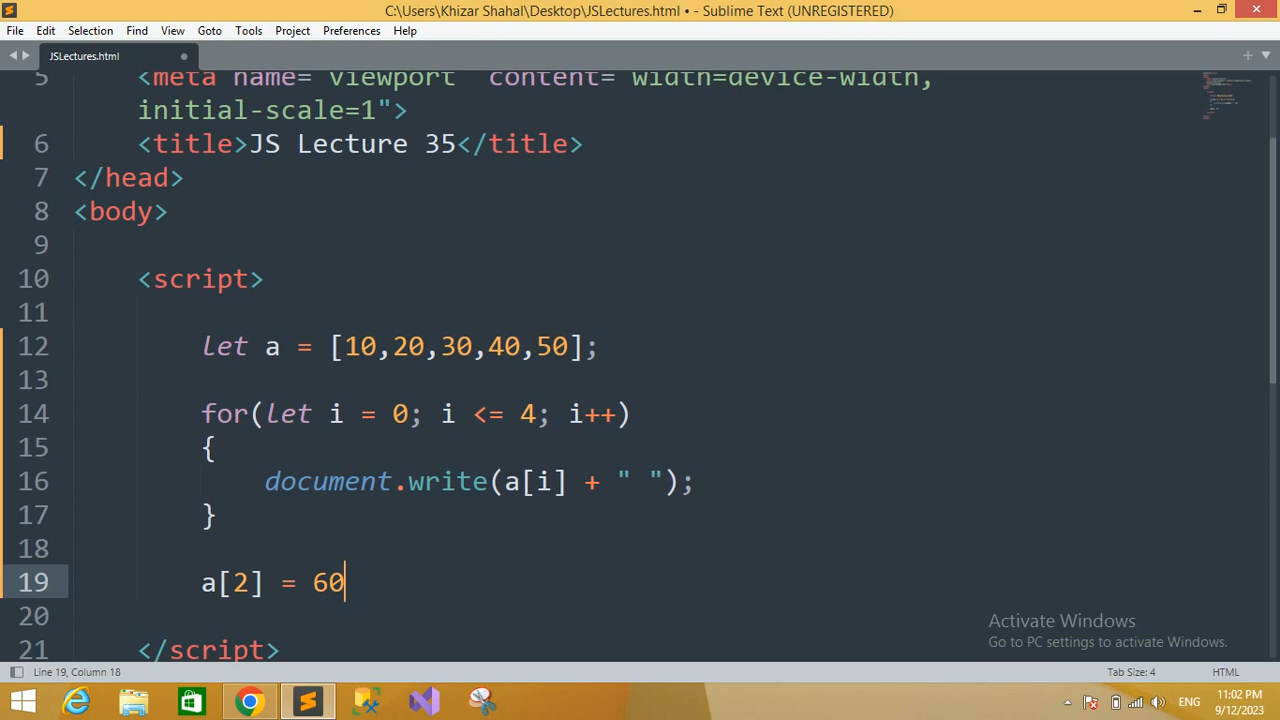 C:\Users\Khizar Shahal\Desktop\JSLectures.html • - Sublime Text (UNREGISTERED)
File Edit Selection Find View Goto Tools Project Preferences Help
JSLectures.html
5 <meta name="viewport" content="width=device-width,
initial-scale=1">
6 <title>JS Lecture 35</title>
7 </head>
8 <body>
9
10 <script>
11
12 let a = [10,20,30,40,50];
13
14 for(let i = 0; i <= 4; i++)
15 {
16 document.write(a[i] + " ");
17 }
18
19 a[2] = 60
20
21 </script>
Activate Windows
Go to PC settings to activate Windows.
Line 19, Column 18 Tab Size: 4 HTML
ENG 11:02 PM
9/12/2023